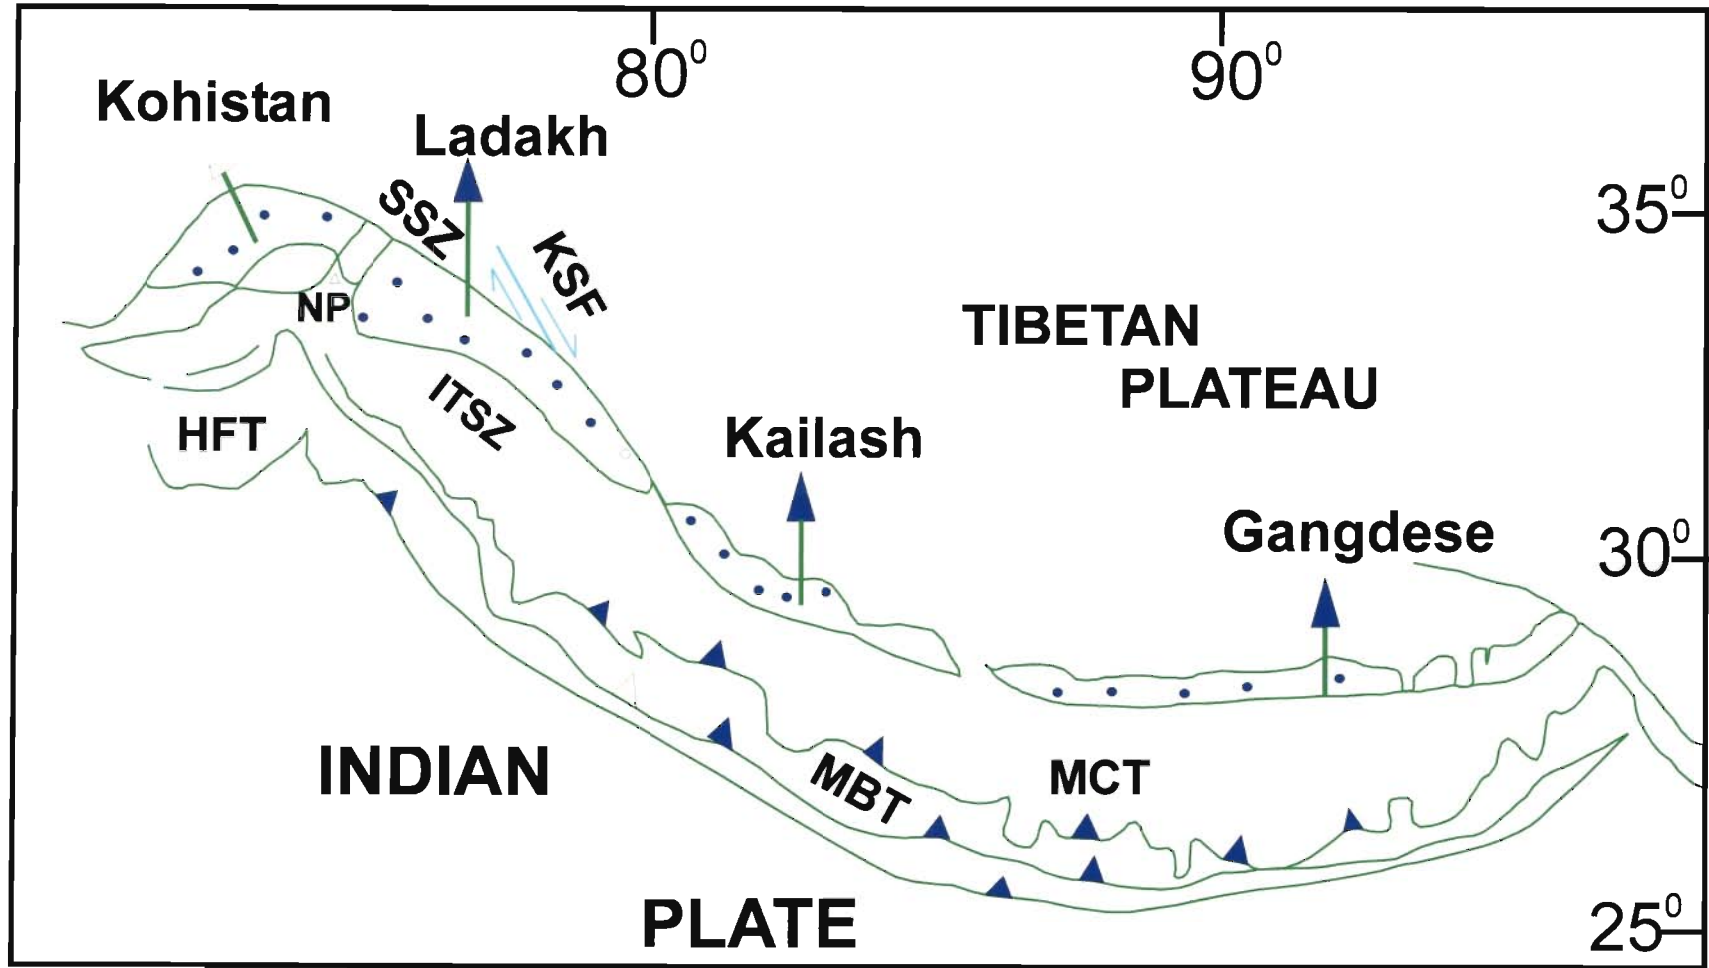 80⁰
90⁰
Kohistan
Ladakh
SSZ
KSF
35⁰
NP
TIBETAN
PLATEAU
ITSZ
HFT
Kailash
Gangdese
30⁰
INDIAN
MBT
MCT
PLATE
25⁰